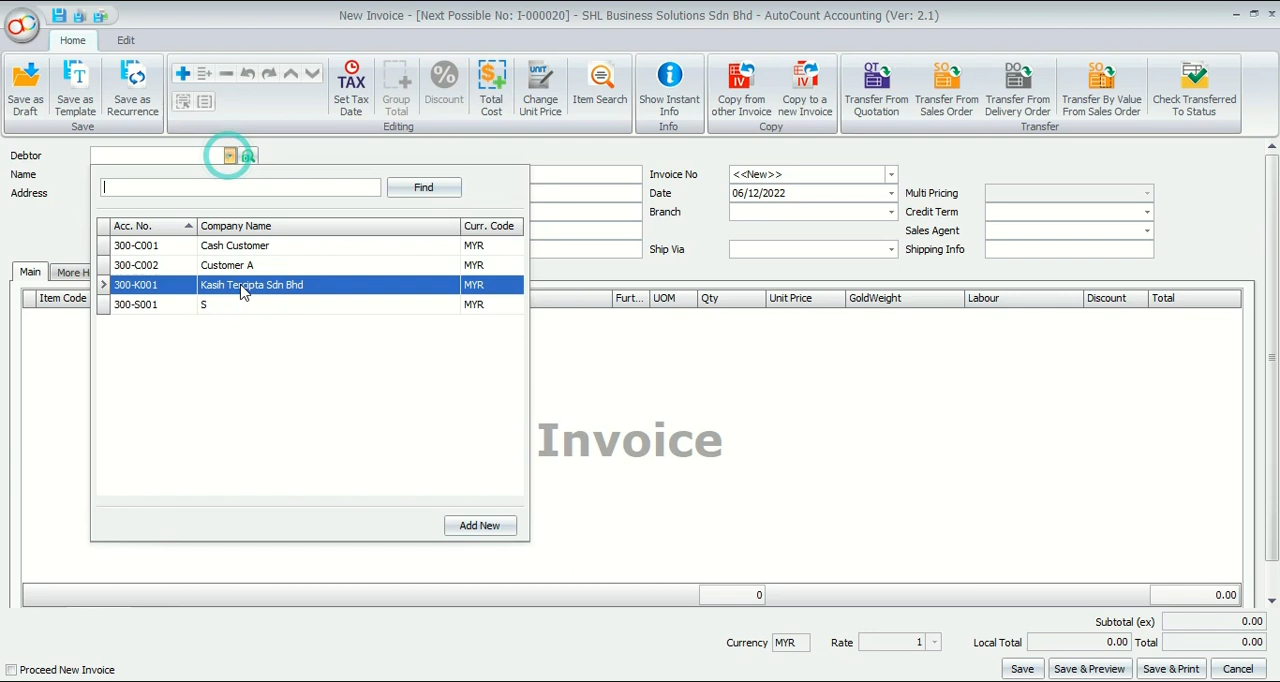 New Invoice - [Next Possible No: I-000020] - SHL Business Solutions Sdn Bhd - AutoCount Accounting (Ver: 2.1)
Home Edit
Save as Draft
Save as Template
Save as Recurrence
Save
Set Tax Date
Group Total
Discount
Total Cost
Change Unit Price
Item Search
Editing
Show Instant Info
Info
Copy from other Invoice
Copy to a new Invoice
Copy
Transfer From Quotation
Transfer From Sales Order
Transfer From Delivery Order
Transfer By Value From Sales Order
Check Transferred To Status
Transfer
Debtor
Name
Address
Find
Acc. No. Company Name Curr. Code
300-C001 Cash Customer MYR
300-C002 Customer A MYR
300-K001 Kasih Tercipta Sdn Bhd MYR
300-S001 S MYR
Add New
Invoice No <<New>>
Date 06/12/2022 Multi Pricing
Branch Credit Term
Sales Agent
Ship Via Shipping Info
Main More H
Item Code Furt... UOM Qty Unit Price GoldWeight Labour Discount Total
Invoice
0 0.00
Subtotal (ex) 0.00
Currency MYR Rate 1 Local Total 0.00 Total 0.00
Proceed New Invoice Save Save & Preview Save & Print Cancel